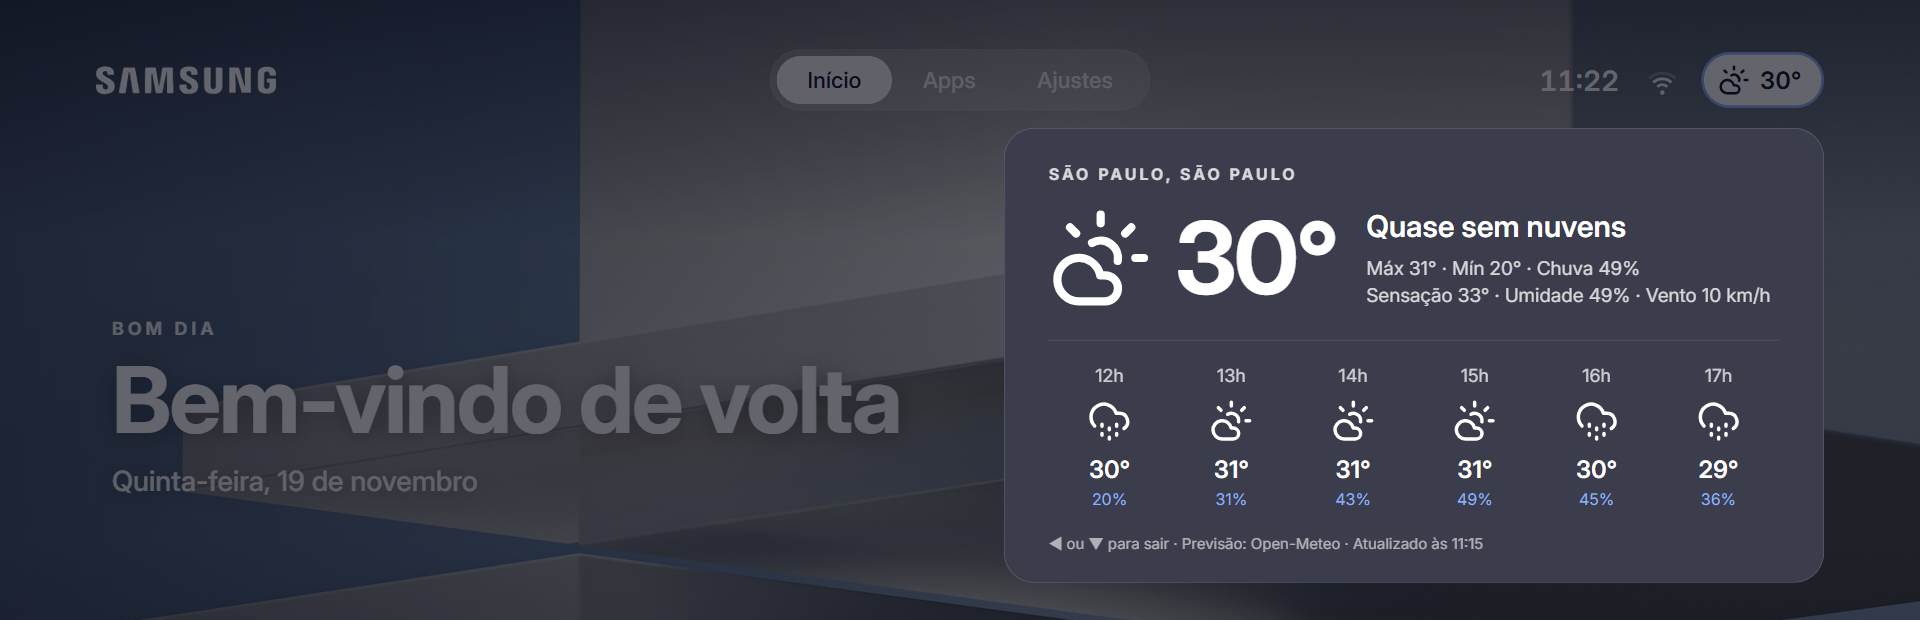 SAMSUNG
Início
Apps
Ajustes
11:22
30°
SÃO PAULO, SÃO PAULO
30°
Quase sem nuvens
Máx 31° · Mín 20° · Chuva 49%
Sensação 33° · Umidade 49% · Vento 10 km/h
BOM DIA
Bem-vindo de volta
Quinta-feira, 19 de novembro
12h 13h 14h 15h 16h 17h
30° 31° 31° 31° 30° 29°
20% 31% 43% 49% 45% 36%
◀ ou ▼ para sair · Previsão: Open-Meteo · Atualizado às 11:15